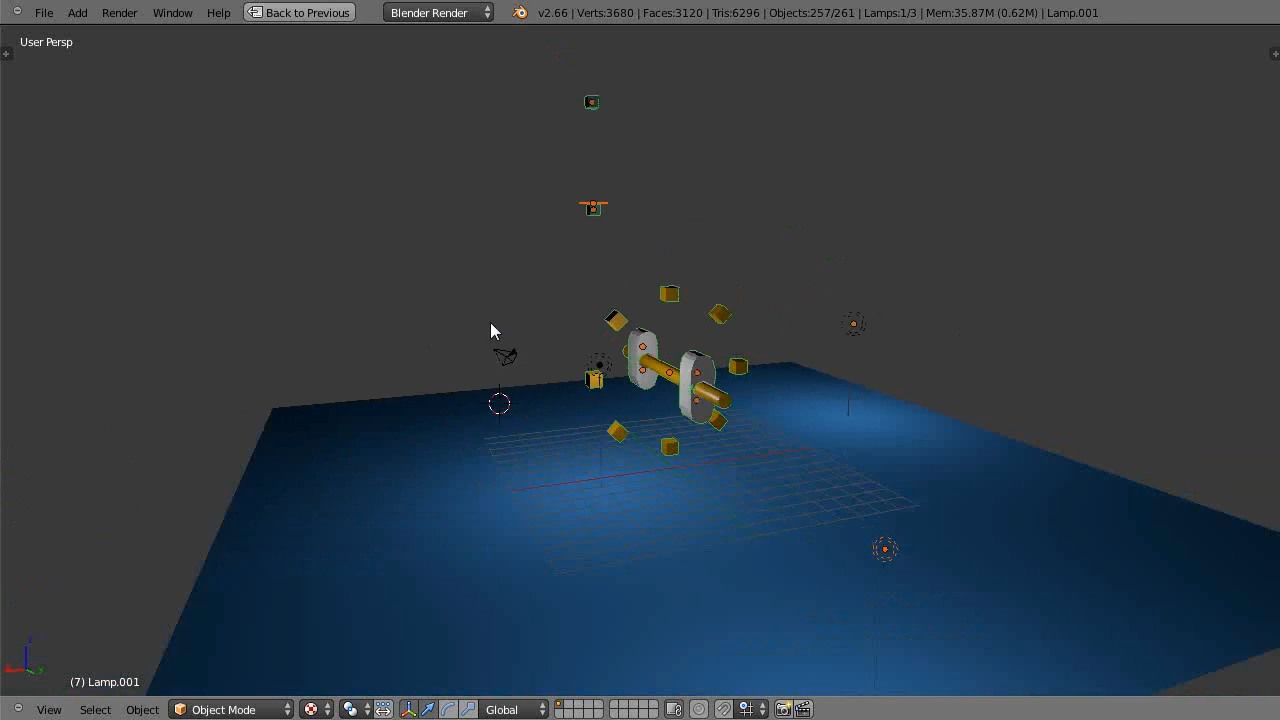 File Add Render Window Help Back to Previous Blender Render v2.66 | Verts:3680 | Faces:3120 | Tris:6296 | Objects:257/261 | Lamps:1/3 | Mem:35.87M (0.62M) | Lamp.001
User Persp
z
x y
(7) Lamp.001
View Select Object Object Mode Global